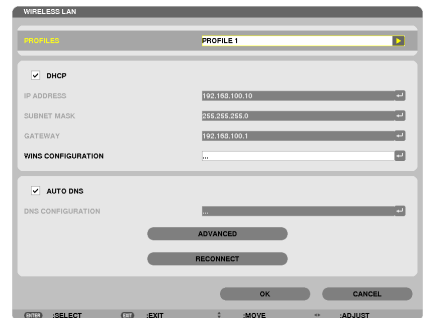 WIRELESS LAN
PROFILES PROFILE 1
DHCP
IP ADDRESS 192.168.100.10
SUBNET MASK 255.255.255.0
GATEWAY 192.168.100.1
WINS CONFIGURATION ...
AUTO DNS
DNS CONFIGURATION ...
ADVANCED
RECONNECT
OK CANCEL
ENTER :SELECT EXIT :EXIT :MOVE :ADJUST